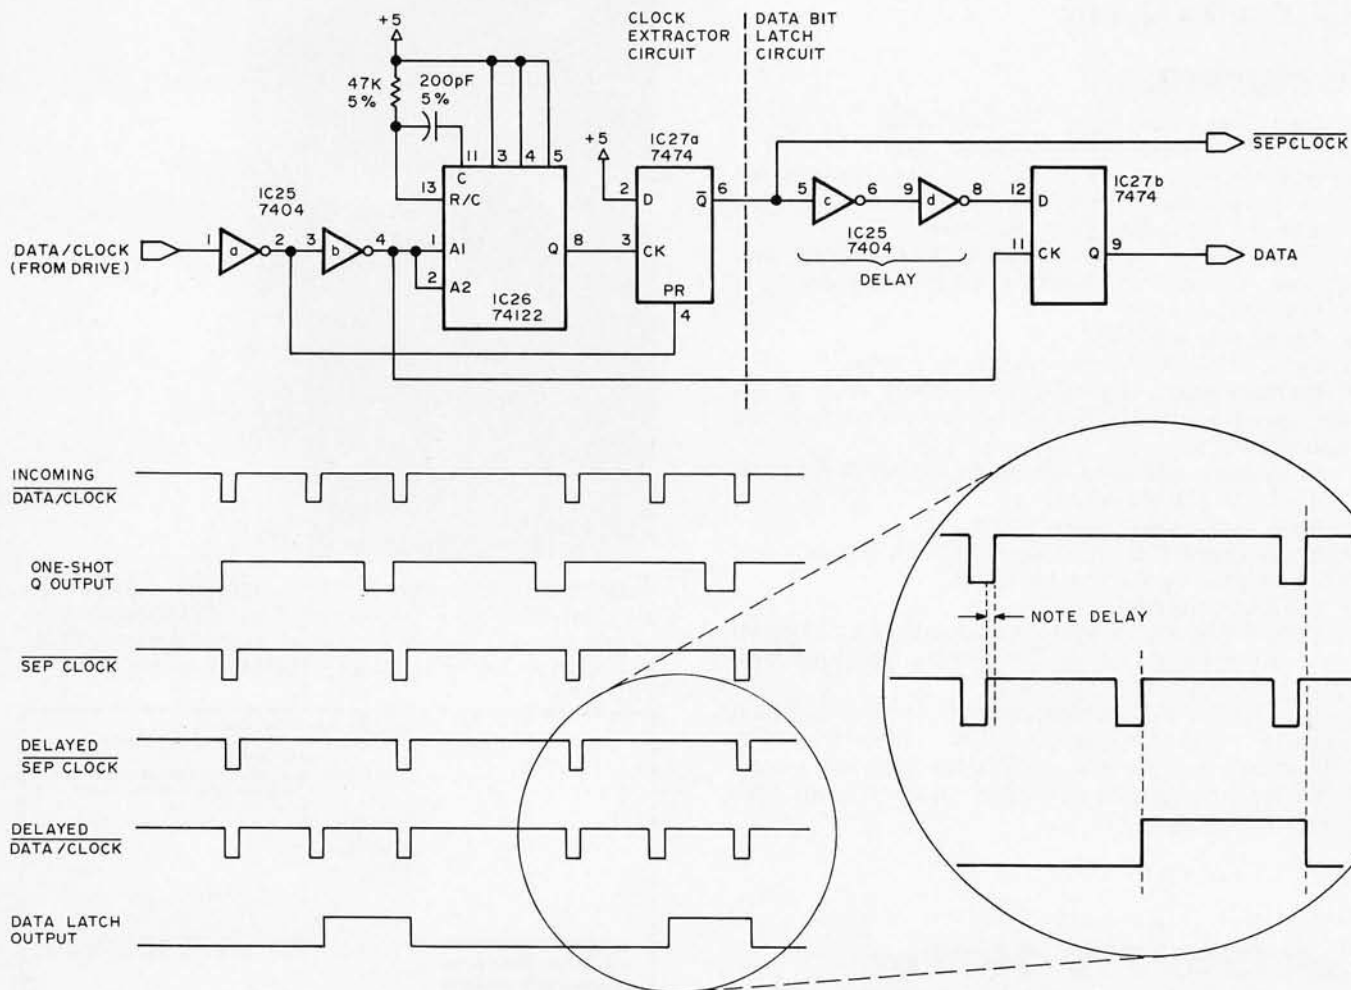 +5
CLOCK
EXTRACTOR
CIRCUIT
DATA BIT
LATCH
CIRCUIT
47K
5%
200pF
5%
11
3
4
5
C
13
R/C
IC25
7404
DATA/CLOCK
(FROM DRIVE)
1
a
2
3
b
4
1
A1
2
A2
Q
8
IC26
74122
+5
IC27a
7474
2
D
Q
6
3
CK
PR
4
SEPCLOCK
5
c
6
9
d
8
IC25
7404
DELAY
12
D
IC27b
7474
11
CK
Q
9
DATA
INCOMING
DATA/CLOCK
ONE-SHOT
Q OUTPUT
SEP CLOCK
DELAYED
SEP CLOCK
DELAYED
DATA/CLOCK
DATA LATCH
OUTPUT
NOTE DELAY